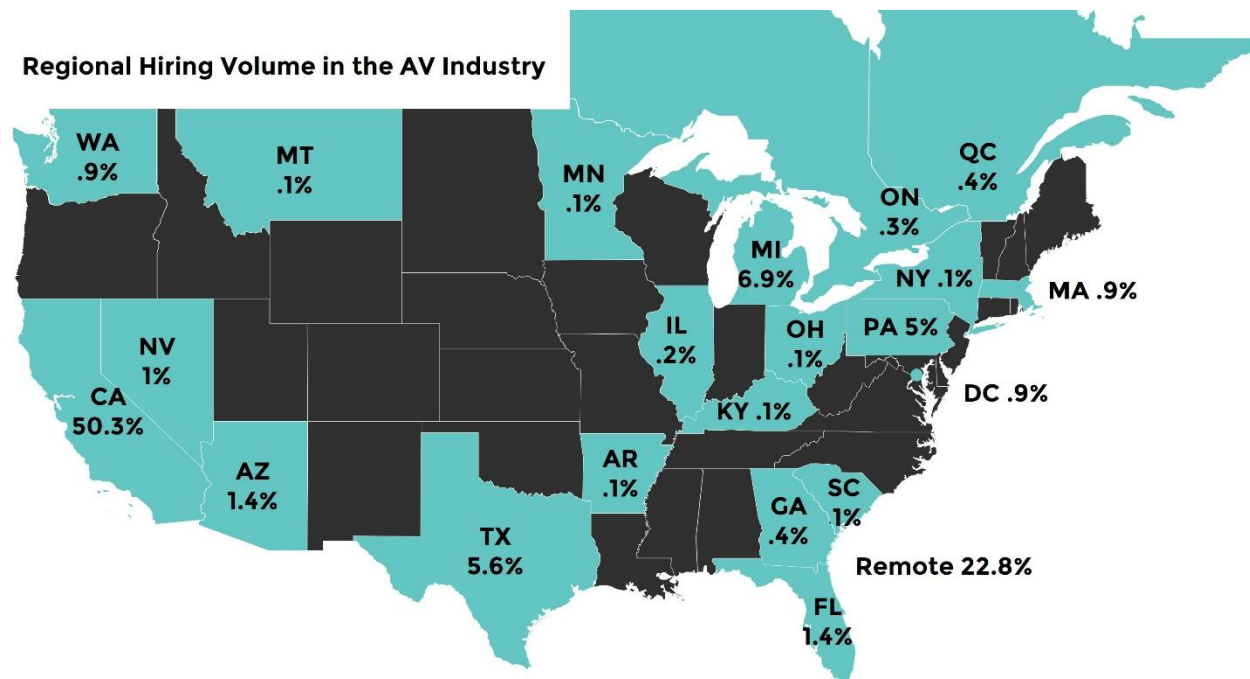 Regional Hiring Volume in the AV Industry
WA
.9%
MT
.1%
MN
.1%
QC
.4%
ON
.3%
MI
6.9%
NY .1%
MA .9%
PA 5%
IL
.2%
OH
.1%
NV
1%
CA
50.3%
DC .9%
KY .1%
AZ
1.4%
AR
.1%
SC
1%
GA
.4%
TX
5.6%
Remote 22.8%
FL
1.4%